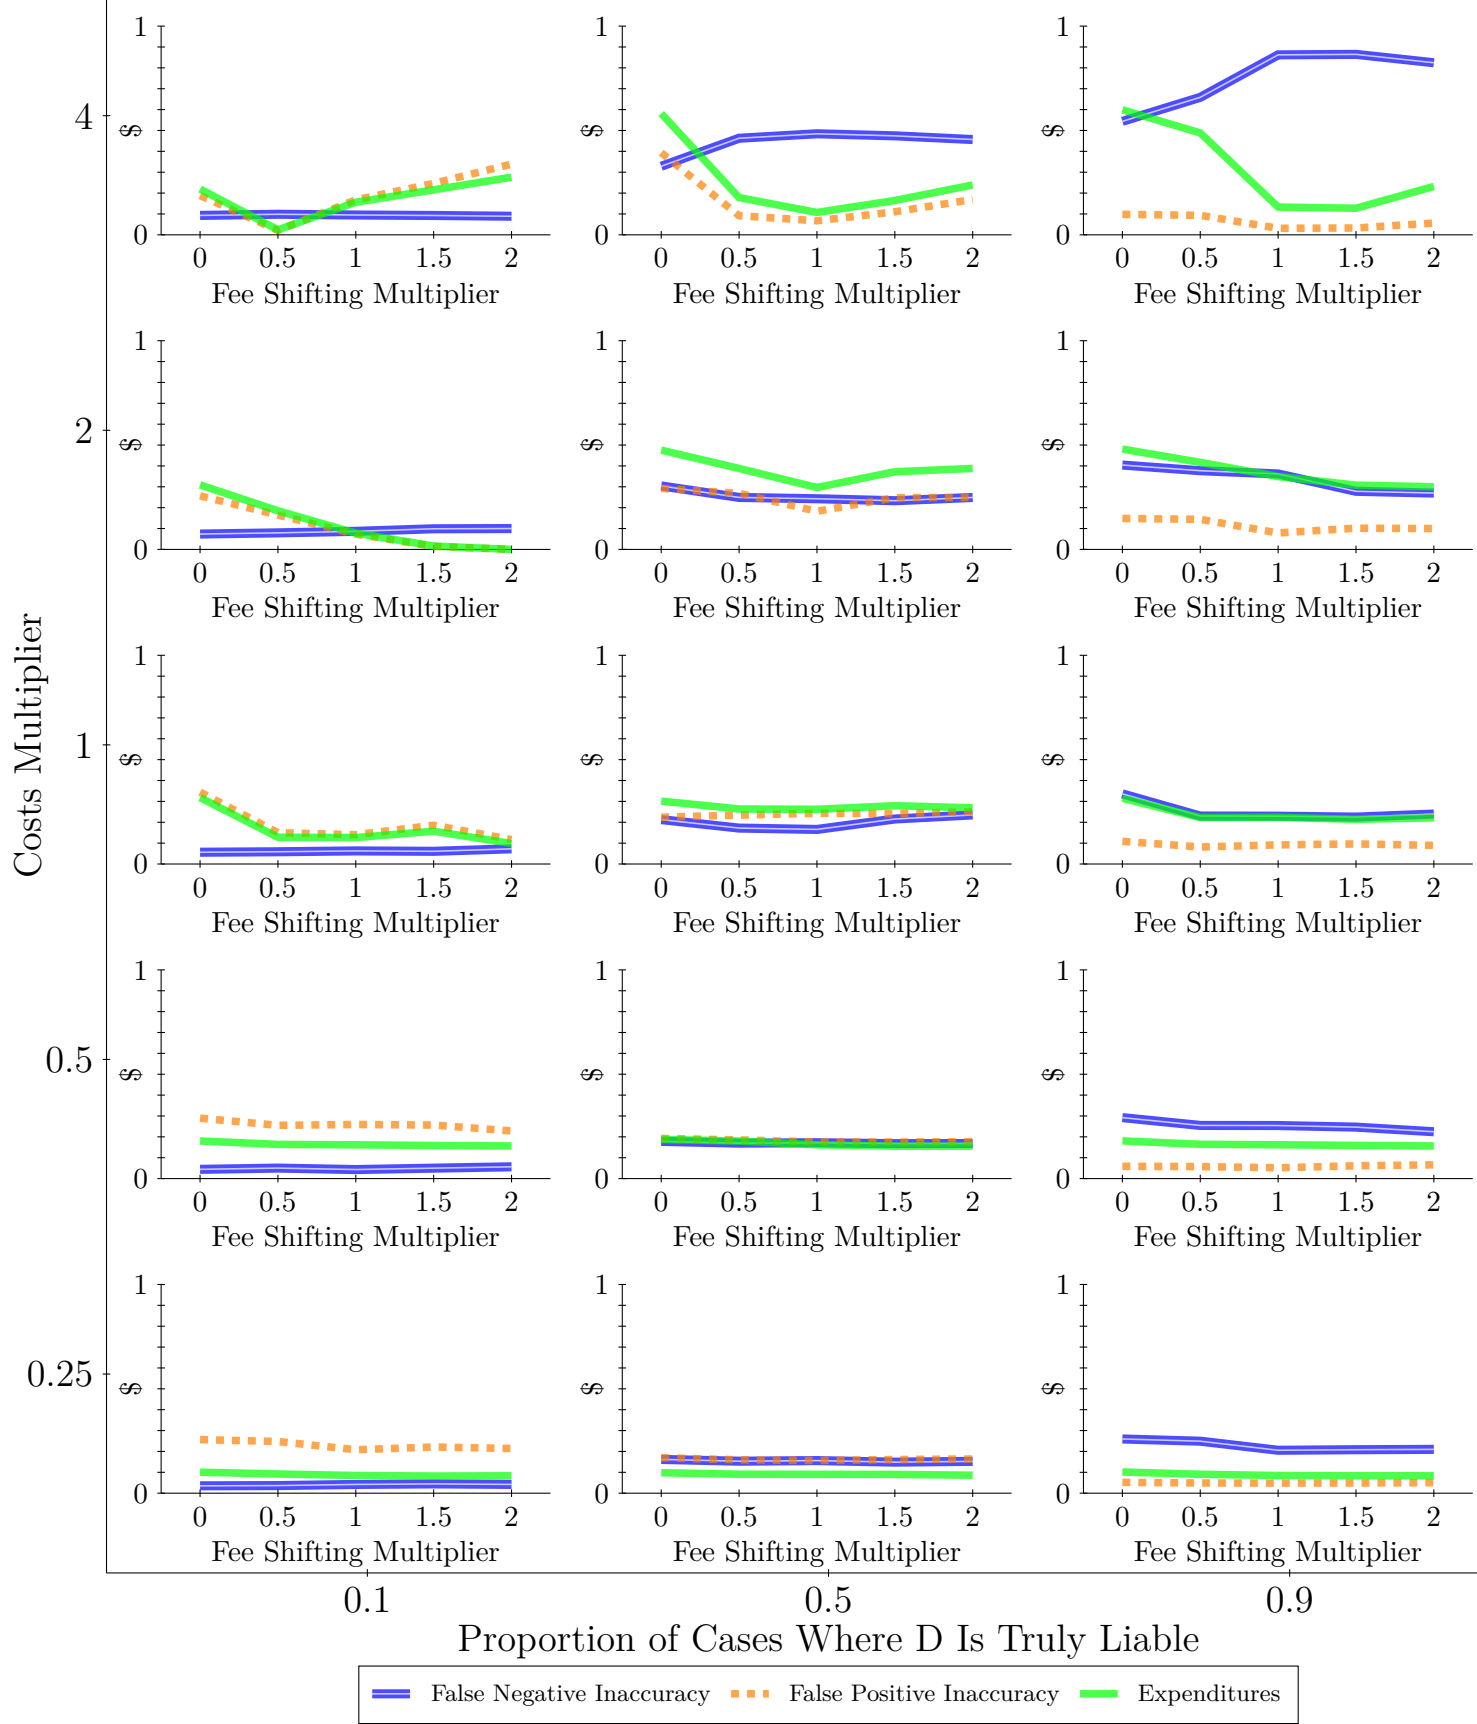 1
$
0
0 0.5 1 1.5 2
Fee Shifting Multiplier
1
$
0
0 0.5 1 1.5 2
Fee Shifting Multiplier
1
$
0
0 0.5 1 1.5 2
Fee Shifting Multiplier
4
1
$
0
0 0.5 1 1.5 2
Fee Shifting Multiplier
1
$
0
0 0.5 1 1.5 2
Fee Shifting Multiplier
1
$
0
0 0.5 1 1.5 2
Fee Shifting Multiplier
2
Costs Multiplier
1
$
0
0 0.5 1 1.5 2
Fee Shifting Multiplier
1
$
0
0 0.5 1 1.5 2
Fee Shifting Multiplier
1
$
0
0 0.5 1 1.5 2
Fee Shifting Multiplier
1
1
$
0
0 0.5 1 1.5 2
Fee Shifting Multiplier
1
$
0
0 0.5 1 1.5 2
Fee Shifting Multiplier
1
$
0
0 0.5 1 1.5 2
Fee Shifting Multiplier
0.5
1
$
0
0 0.5 1 1.5 2
Fee Shifting Multiplier
1
$
0
0 0.5 1 1.5 2
Fee Shifting Multiplier
1
$
0
0 0.5 1 1.5 2
Fee Shifting Multiplier
0.25
0.1 0.5 0.9
Proportion of Cases Where D Is Truly Liable
False Negative Inaccuracy False Positive Inaccuracy Expenditures